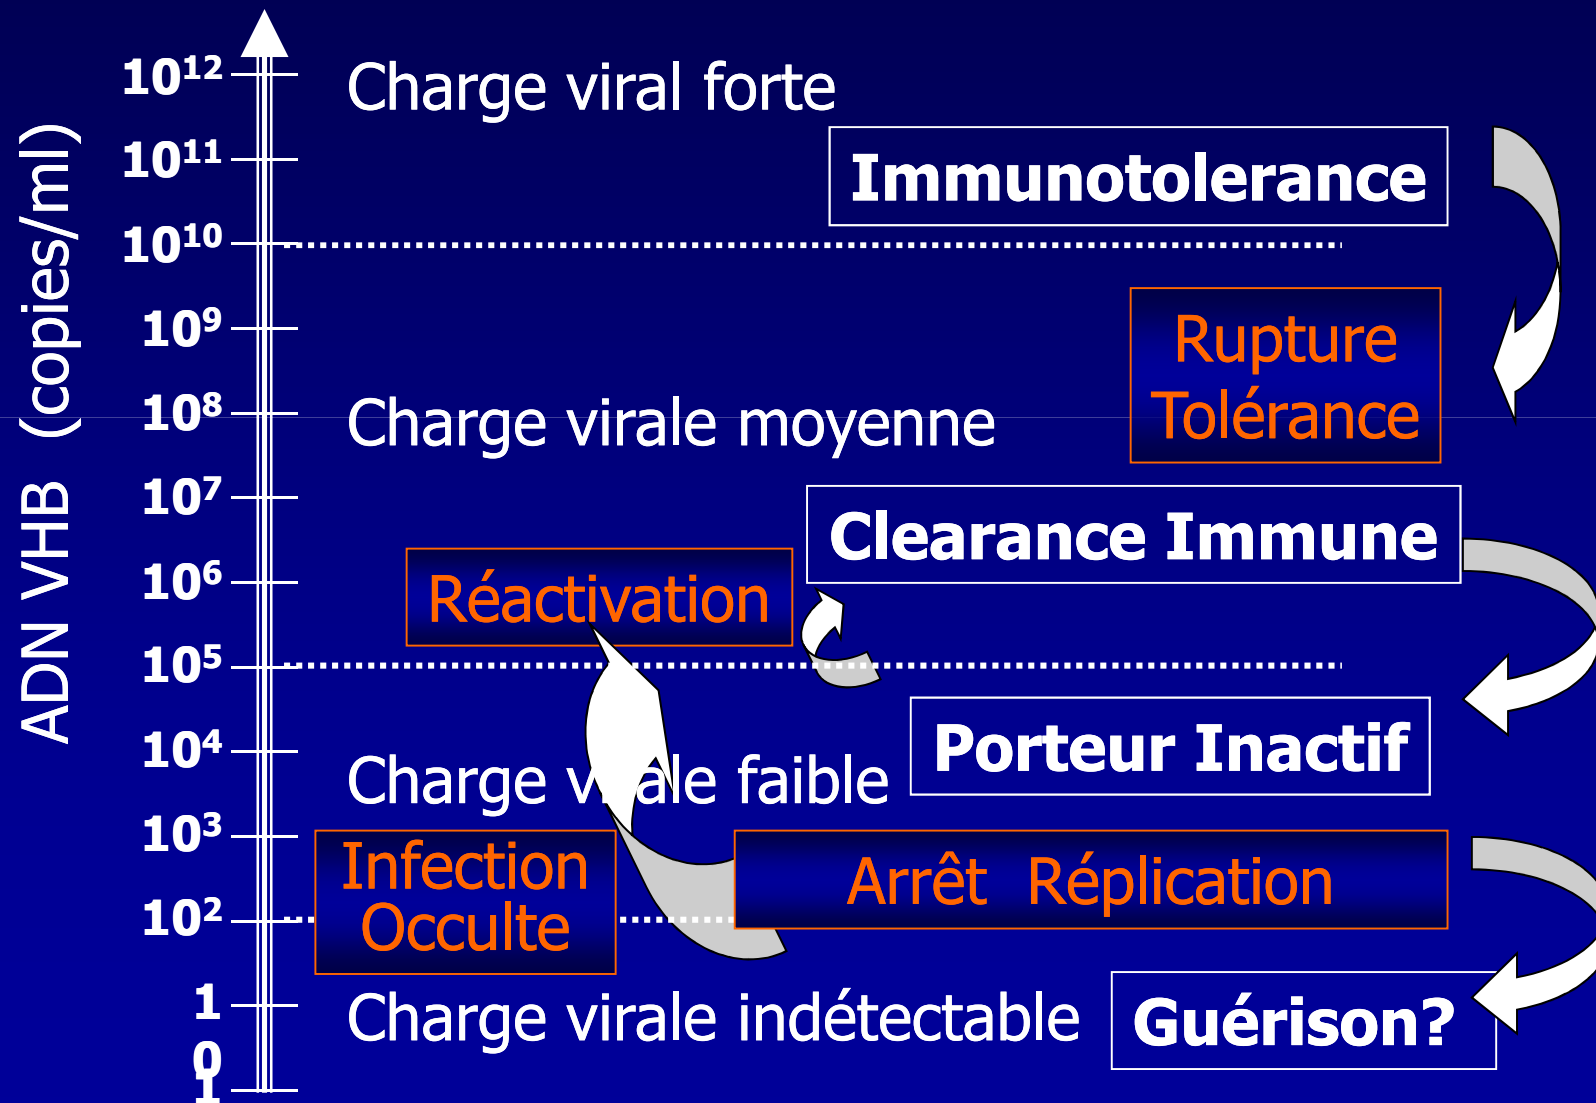 ADN VHB (copies/ml)
10¹²
Charge viral forte
10¹¹
Immunotolerance
10¹⁰
10⁹
Rupture
Tolérance
10⁸
Charge virale moyenne
10⁷
Clearance Immune
10⁶
Réactivation
10⁵
Porteur Inactif
10⁴
Charge virale faible
10³
Infection
Occulte
Arrêt Réplication
10²
1
0
Charge virale indétectable
Guérison?
1